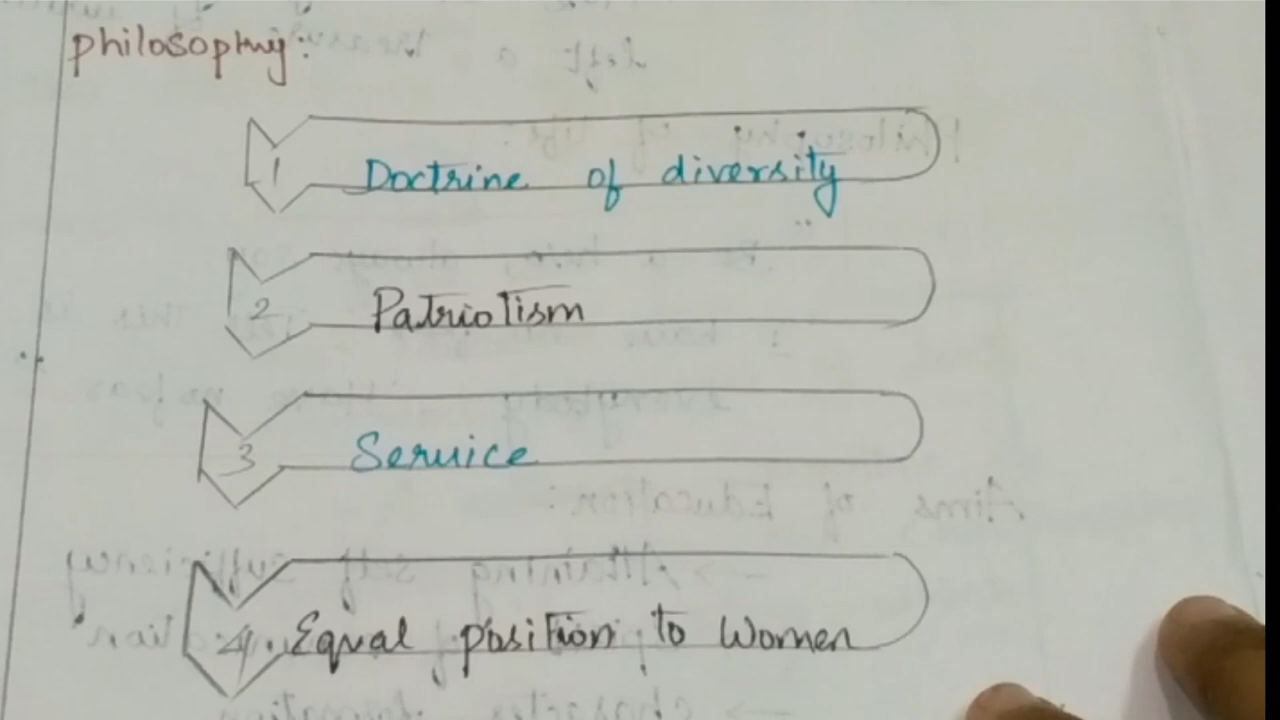 philosophy:
1 Doctrine of diversity
2 Patriotism
3 Service
4. Equal position to Women